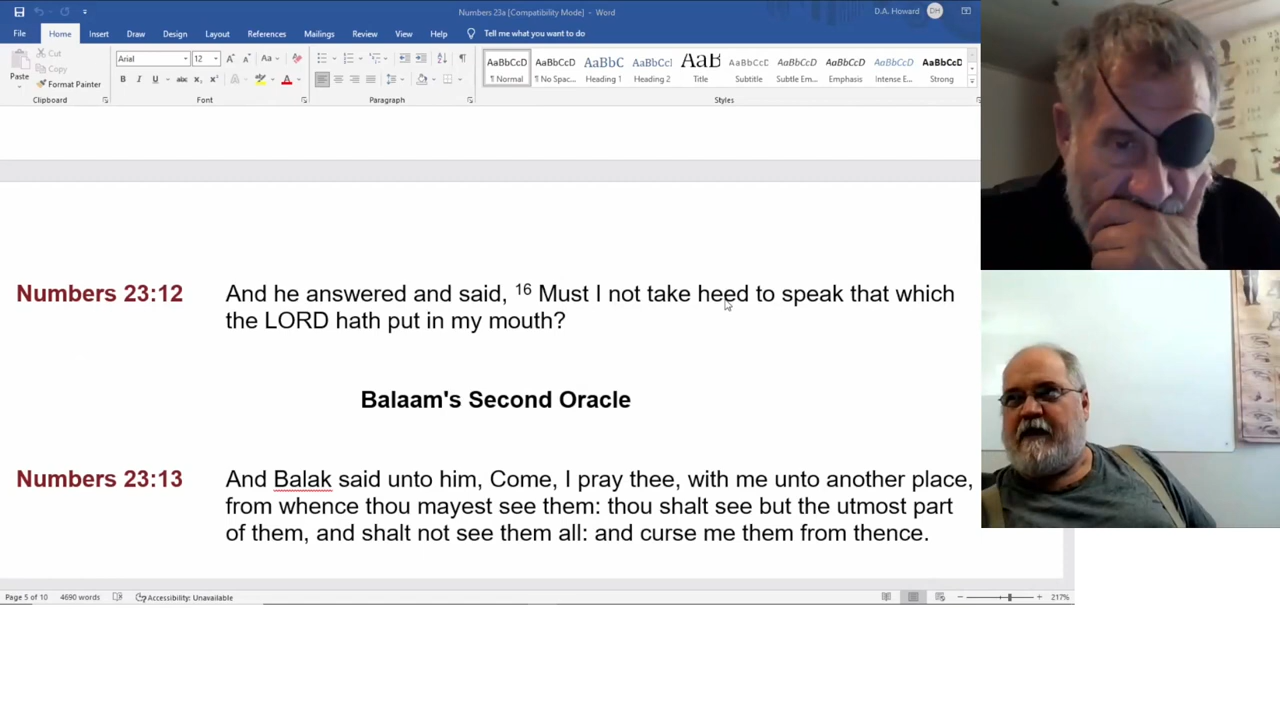 Numbers 23a [Compatibility Mode] - Word
D.A. Howard DH
File Home Insert Draw Design Layout References Mailings Review View Help Tell me what you want to do
Paste
Cut
Copy
Format Painter
Clipboard
Arial 12
Font
Paragraph
AaBbCcD AaBbCcD AaBbC AaBbCcI AaB AaBbCcD AaBbCcD AaBbCcD AaBbCcD AaBbCcD
¶ Normal ¶ No Spac... Heading 1 Heading 2 Title Subtitle Subtle Em... Emphasis Intense E... Strong
Styles
Numbers 23:12 And he answered and said, 16 Must I not take heed to speak that which
the LORD hath put in my mouth?
Balaam's Second Oracle
Numbers 23:13 And Balak said unto him, Come, I pray thee, with me unto another place,
from whence thou mayest see them: thou shalt see but the utmost part
of them, and shalt not see them all: and curse me them from thence.
Page 5 of 10 4690 words Accessibility: Unavailable 217%